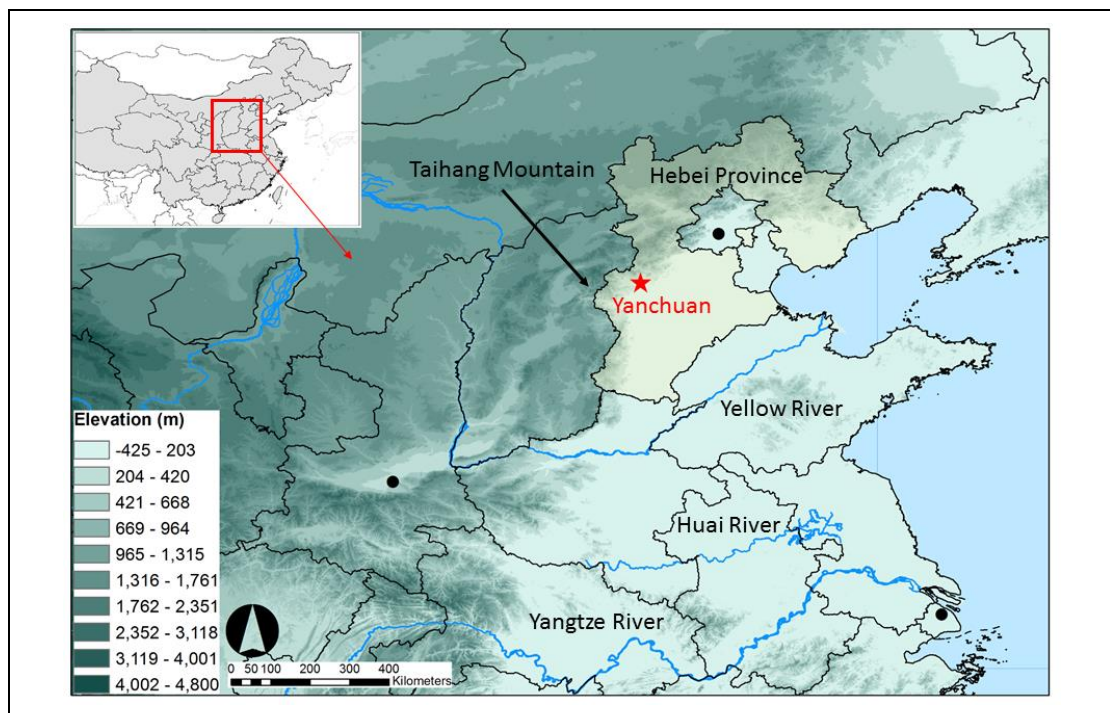 Taihang Mountain
Hebei Province
Yanchuan
Yellow River
Elevation (m)
-425 - 203
204 - 420
421 - 668
669 - 964
965 - 1,315
1,316 - 1,761
1,762 - 2,351
2,352 - 3,118
3,119 - 4,001
4,002 - 4,800
Huai River
Yangtze River
0 50 100 200 300 400
Kilometers